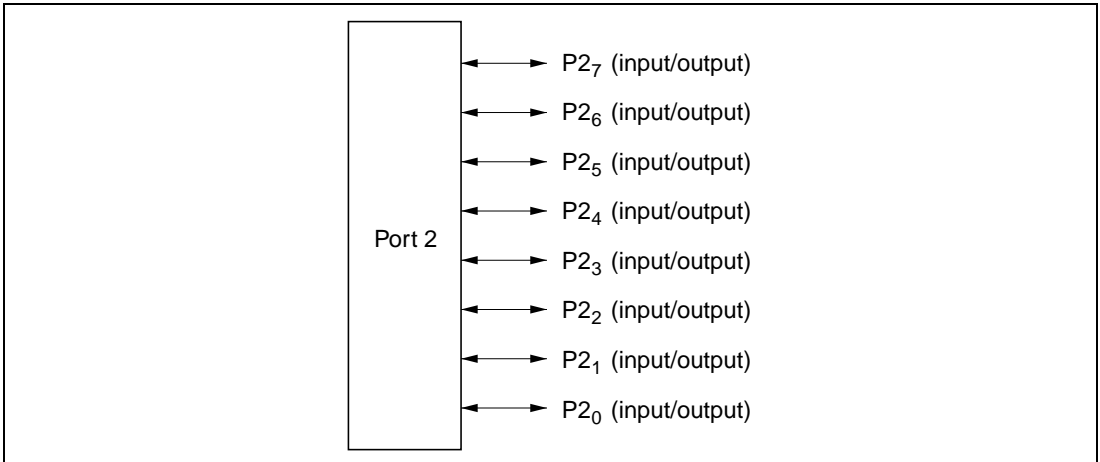 P2₇ (input/output)
P2₆ (input/output)
P2₅ (input/output)
P2₄ (input/output)
Port 2
P2₃ (input/output)
P2₂ (input/output)
P2₁ (input/output)
P2₀ (input/output)